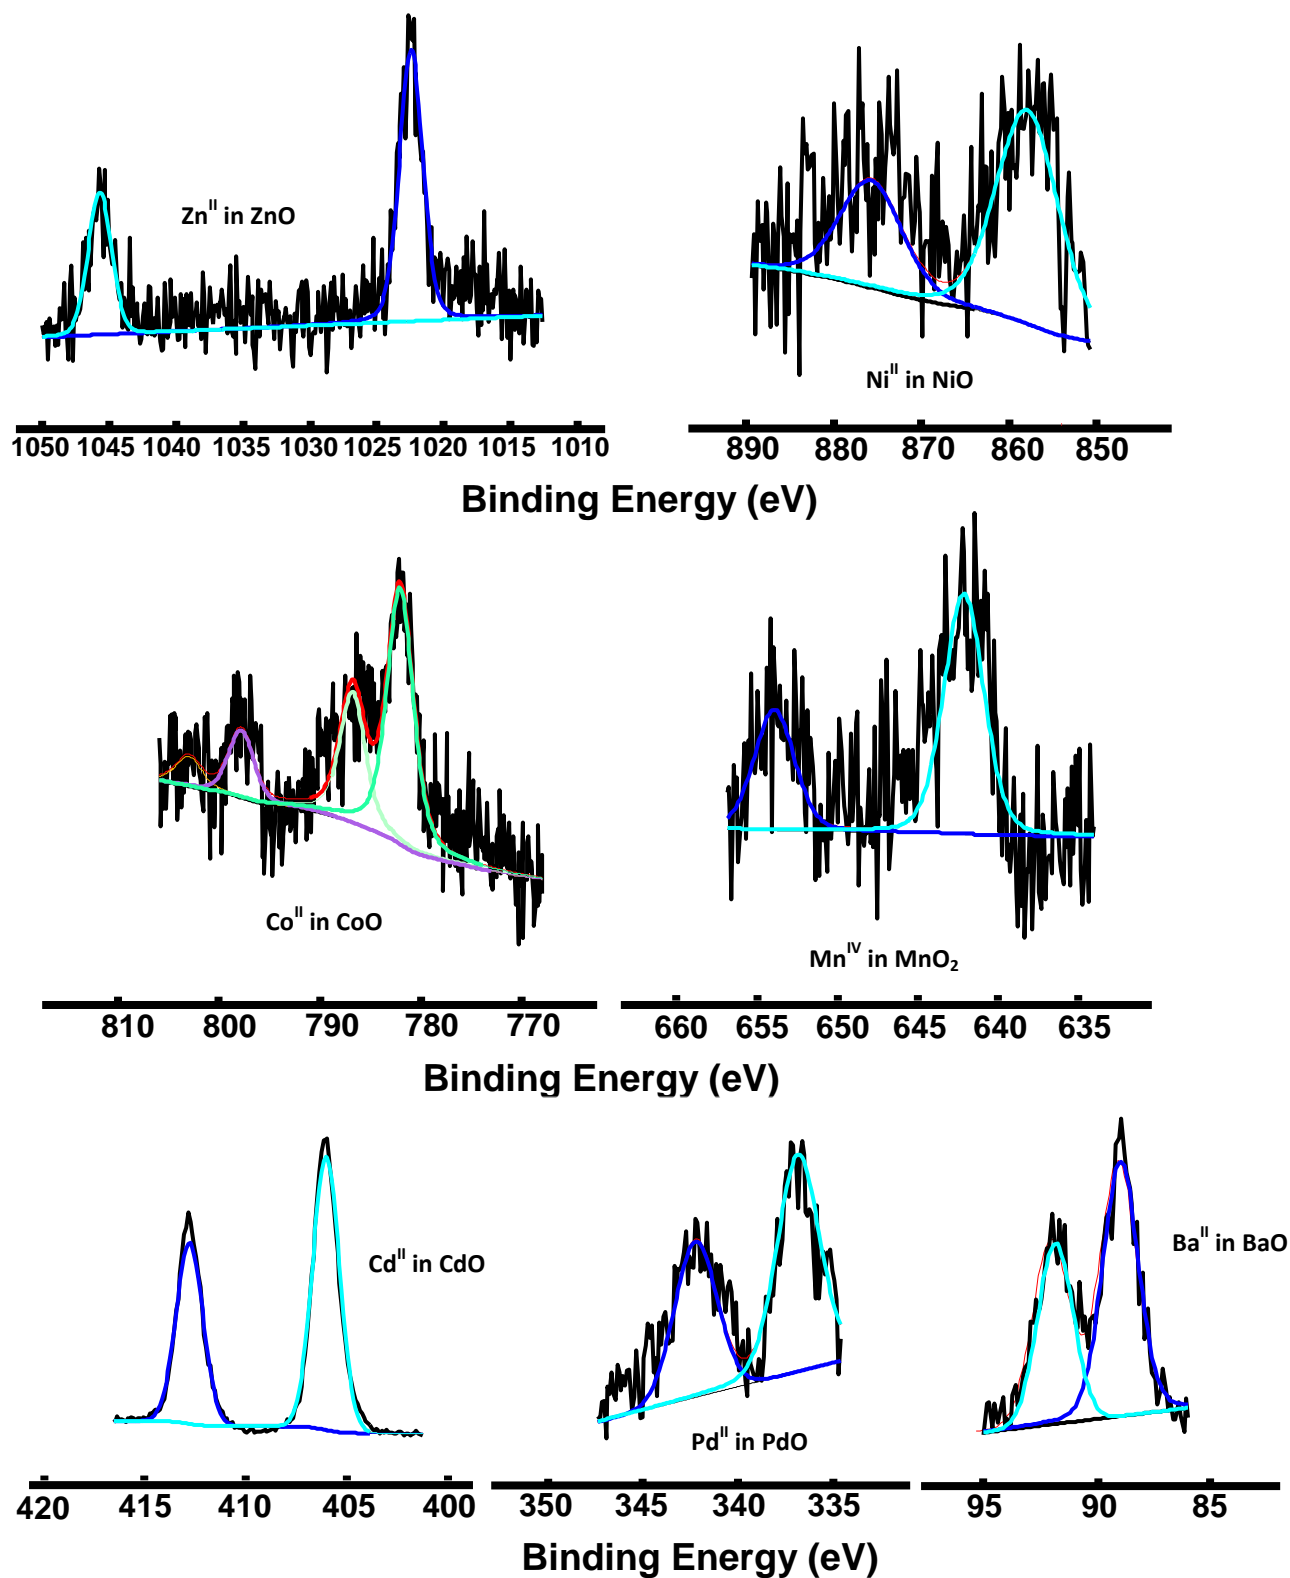 Zn^II in ZnO
Ni^II in NiO
1050 1045 1040 1035 1030 1025 1020 1015 1010
890 880 870 860 850
Binding Energy (eV)
Co^II in CoO
Mn^IV in MnO₂
810 800 790 780 770
660 655 650 645 640 635
Binding Energy (eV)
Cd^II in CdO
Pd^II in PdO
Ba^II in BaO
420 415 410 405 400
350 345 340 335
95 90 85
Binding Energy (eV)